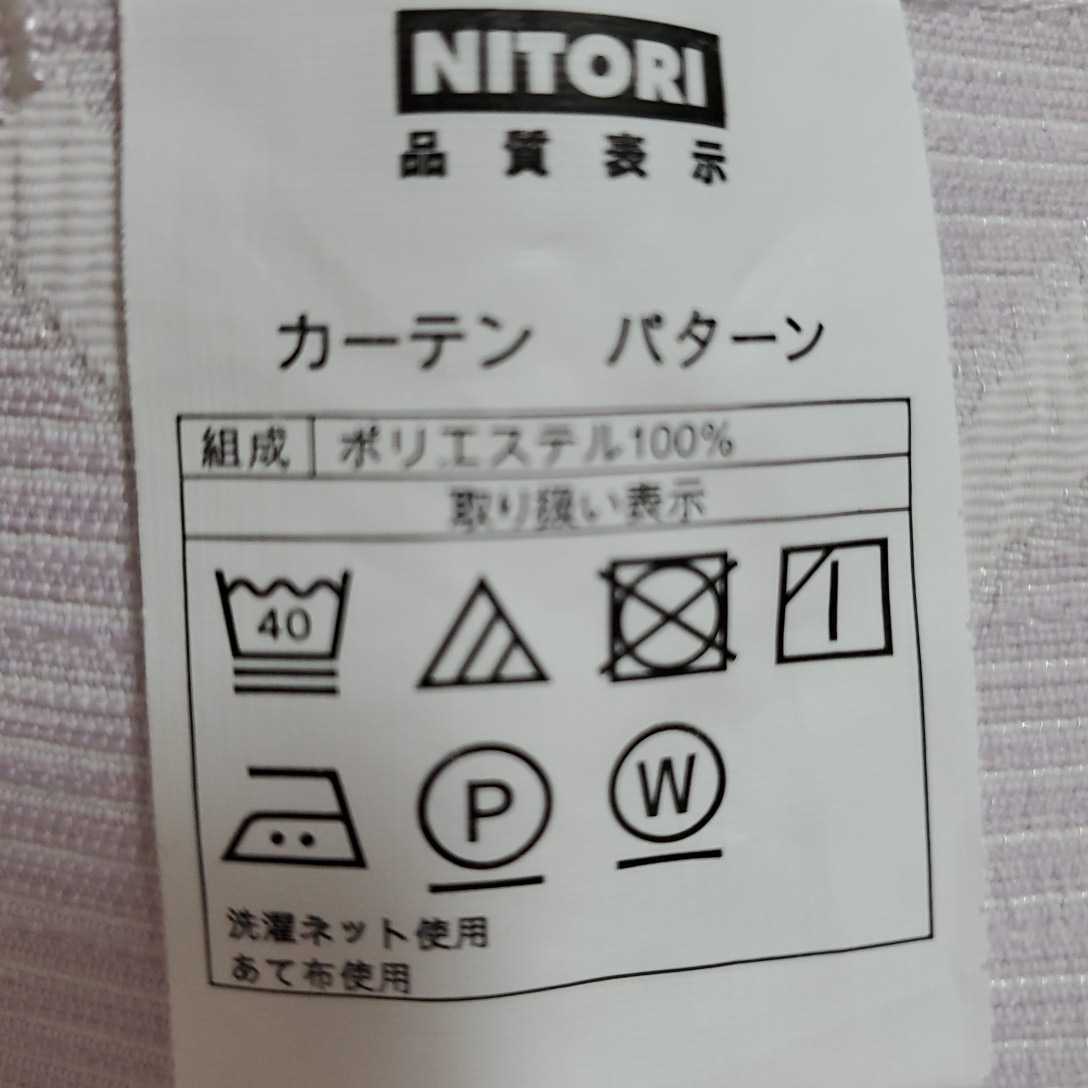 NITORI
品質表示
カーテン パターン
組成 ポリエステル100%
取り扱い表示
40
P W
洗濯ネット使用
あて布使用